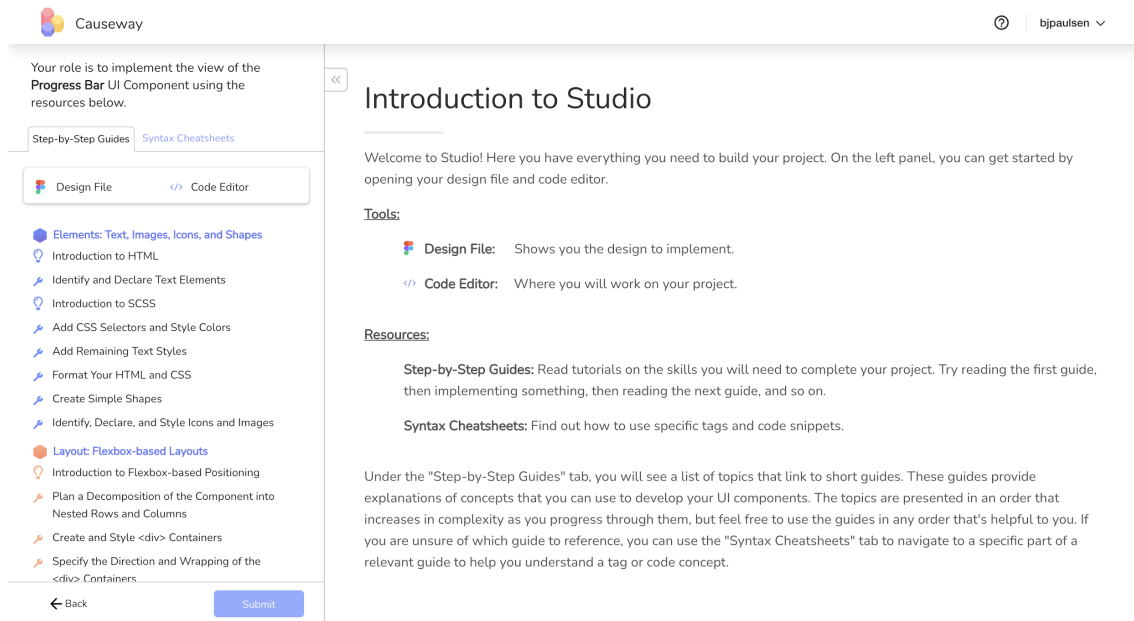 Causeway
bjpaulsen
Your role is to implement the view of the
Progress Bar UI Component using the
resources below.
Step-by-Step Guides
Syntax Cheatsheets
Design File
</> Code Editor
Elements: Text, Images, Icons, and Shapes
Introduction to HTML
Identify and Declare Text Elements
Introduction to SCSS
Add CSS Selectors and Style Colors
Add Remaining Text Styles
Format Your HTML and CSS
Create Simple Shapes
Identify, Declare, and Style Icons and Images
Layout: Flexbox-based Layouts
Introduction to Flexbox-based Positioning
Plan a Decomposition of the Component into
Nested Rows and Columns
Create and Style <div> Containers
Specify the Direction and Wrapping of the
<div> Containers
Back
Submit
Introduction to Studio
Welcome to Studio! Here you have everything you need to build your project. On the left panel, you can get started by
opening your design file and code editor.
Tools:
Design File: Shows you the design to implement.
</> Code Editor: Where you will work on your project.
Resources:
Step-by-Step Guides: Read tutorials on the skills you will need to complete your project. Try reading the first guide,
then implementing something, then reading the next guide, and so on.
Syntax Cheatsheets: Find out how to use specific tags and code snippets.
Under the "Step-by-Step Guides" tab, you will see a list of topics that link to short guides. These guides provide
explanations of concepts that you can use to develop your UI components. The topics are presented in an order that
increases in complexity as you progress through them, but feel free to use the guides in any order that's helpful to you. If
you are unsure of which guide to reference, you can use the "Syntax Cheatsheets" tab to navigate to a specific part of a
relevant guide to help you understand a tag or code concept.